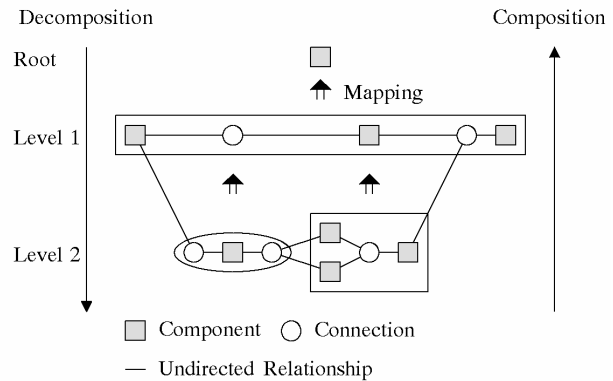 Decomposition
Composition
Root
Mapping
Level 1
Level 2
Component
Connection
Undirected Relationship